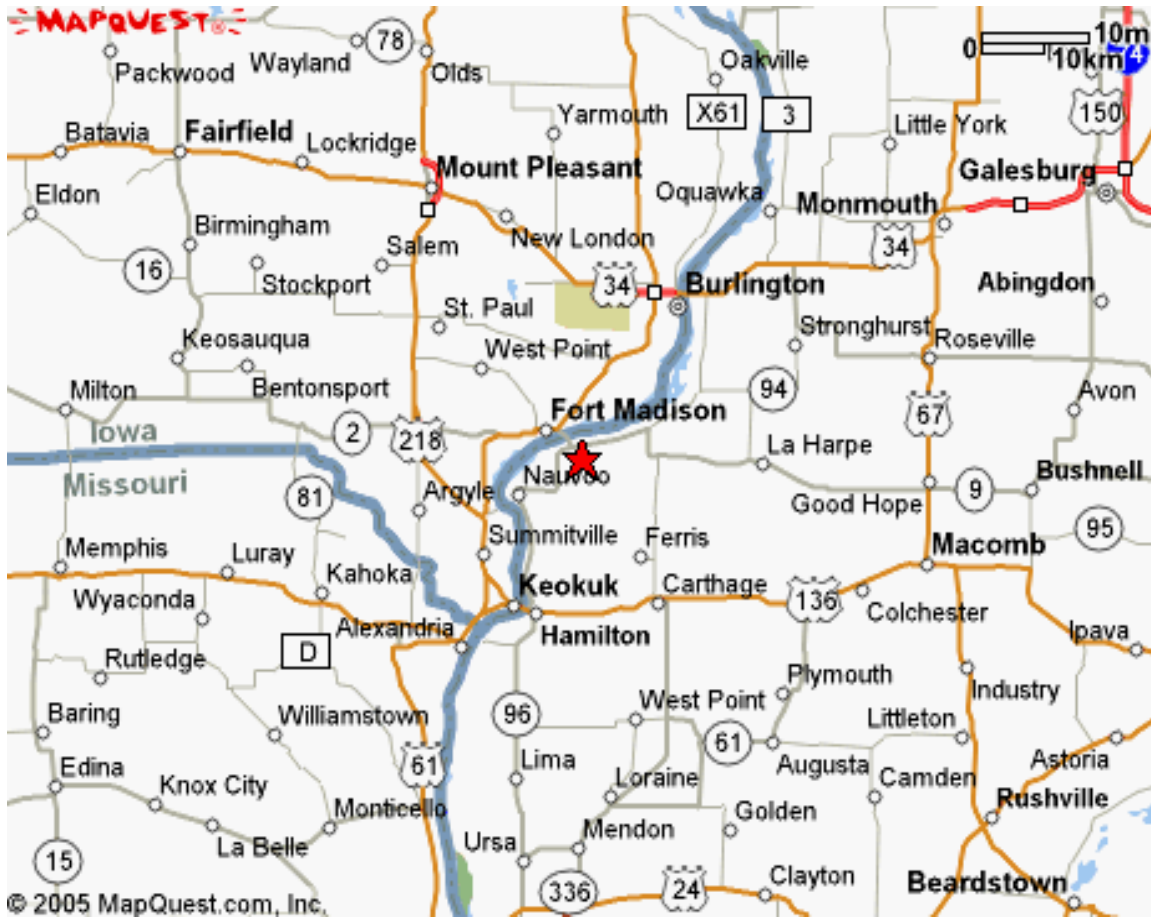 MAPQUEST®
10m
0
10km
78
Wayland
Olds
Oakville
Packwood
Yarmouth
X61
3
150
Batavia
Fairfield
Lockridge
Little York
Mount Pleasant
Galesburg
Eldon
Oquawka
Monmouth
Birmingham
Salem
New London
34
16
Stockport
34
Burlington
Abingdon
St. Paul
Stronghurst
Roseville
Keosauqua
West Point
Milton
Bentonsport
94
Avon
Fort Madison
67
Iowa
2
218
La Harpe
Missouri
Nauvoo
Bushnell
81
Argyle
9
Good Hope
95
Summitville
Ferris
Memphis
Luray
Macomb
Kahoka
Keokuk
Carthage
136
Wyaconda
Colchester
Alexandria
Hamilton
Ipava
D
Rutledge
Plymouth
West Point
Industry
Baring
Williamstown
96
Littleton
61
61
Astoria
Edina
Lima
Augusta
Knox City
Loraine
Camden
Monticello
Golden
Rushville
La Belle
Ursa
Mendon
15
336
24
Clayton
Beardstown
© 2005 MapQuest.com, Inc.